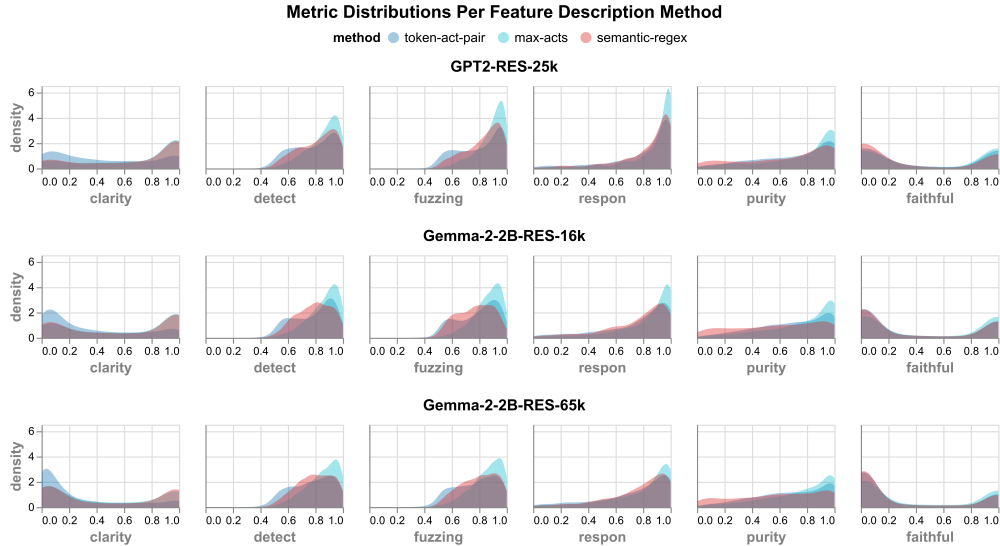 Metric Distributions Per Feature Description Method
method token-act-pair max-acts semantic-regex
GPT2-RES-25k
density
6
4
2
0
0.0 0.2 0.4 0.6 0.8 1.0
0.0 0.2 0.4 0.6 0.8 1.0
0.0 0.2 0.4 0.6 0.8 1.0
0.0 0.2 0.4 0.6 0.8 1.0
0.0 0.2 0.4 0.6 0.8 1.0
0.0 0.2 0.4 0.6 0.8 1.0
clarity detect fuzzing respon purity faithful
Gemma-2-2B-RES-16k
density
6
4
2
0
0.0 0.2 0.4 0.6 0.8 1.0
0.0 0.2 0.4 0.6 0.8 1.0
0.0 0.2 0.4 0.6 0.8 1.0
0.0 0.2 0.4 0.6 0.8 1.0
0.0 0.2 0.4 0.6 0.8 1.0
0.0 0.2 0.4 0.6 0.8 1.0
clarity detect fuzzing respon purity faithful
Gemma-2-2B-RES-65k
density
6
4
2
0
0.0 0.2 0.4 0.6 0.8 1.0
0.0 0.2 0.4 0.6 0.8 1.0
0.0 0.2 0.4 0.6 0.8 1.0
0.0 0.2 0.4 0.6 0.8 1.0
0.0 0.2 0.4 0.6 0.8 1.0
0.0 0.2 0.4 0.6 0.8 1.0
clarity detect fuzzing respon purity faithful